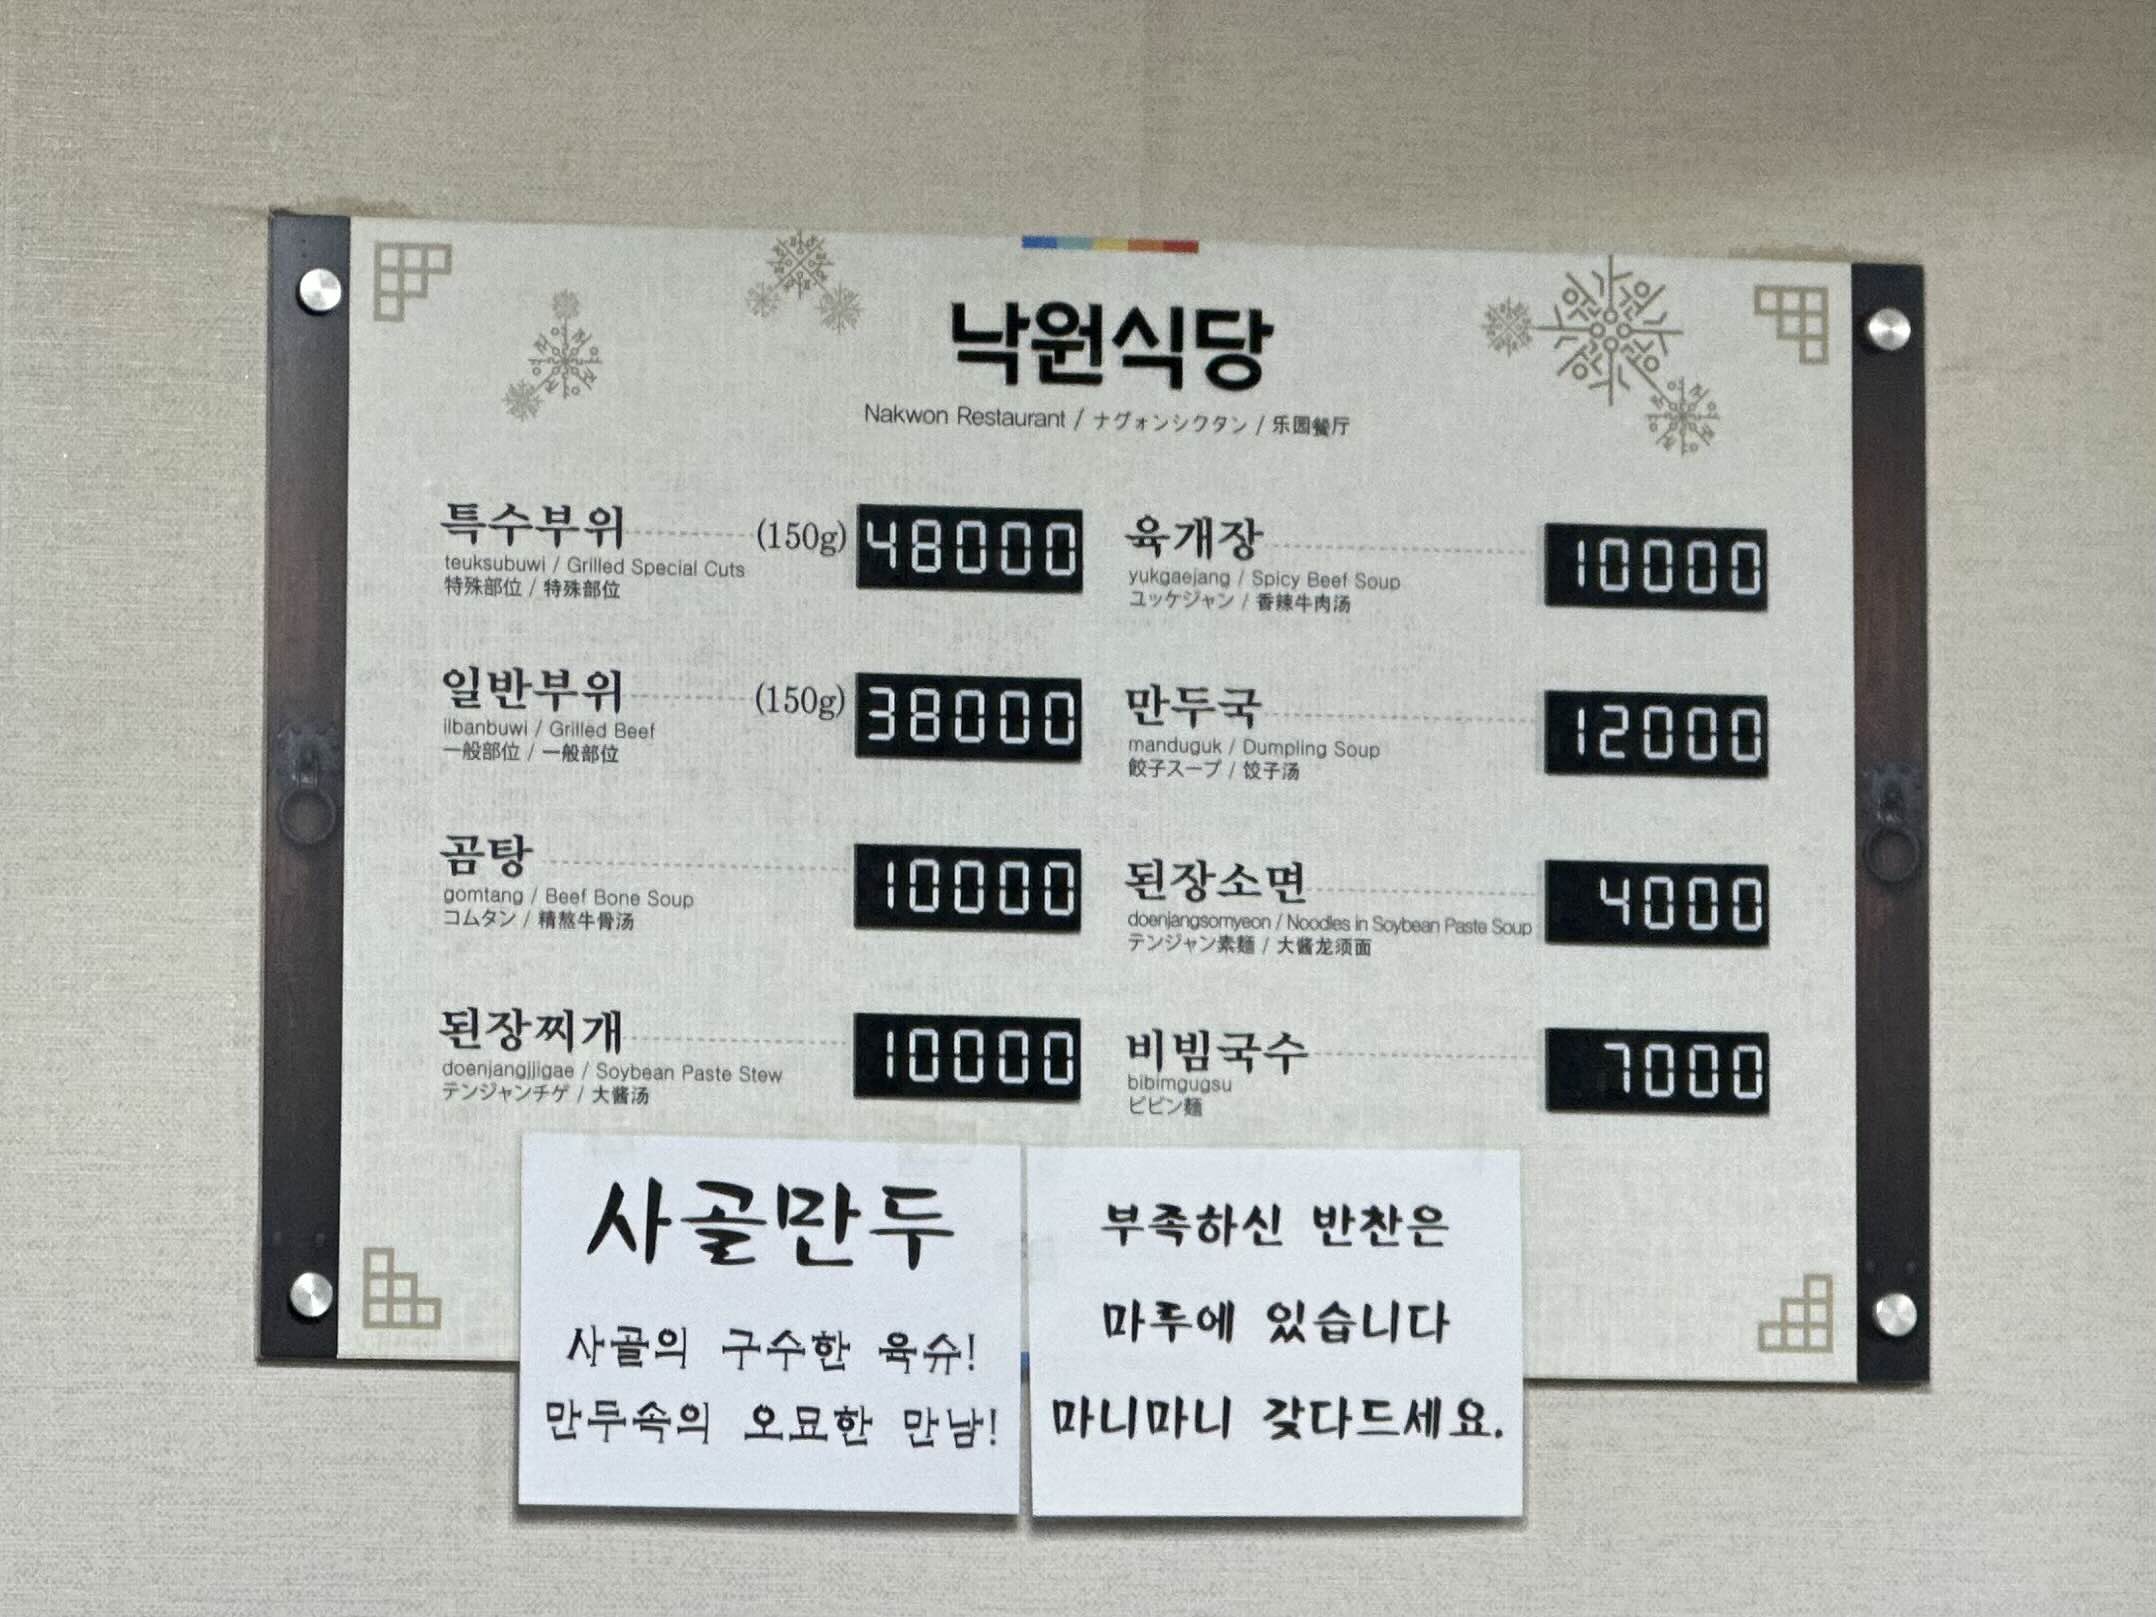 낙원식당
Nakwon Restaurant / ナグォンシクタン / 乐园餐厅
특수부위 (150g) 48000
teuksubuwi / Grilled Special Cuts
特殊部位 / 特殊部位
일반부위 (150g) 38000
ilbanbuwi / Grilled Beef
一般部位 / 一般部位
곰탕 10000
gomtang / Beef Bone Soup
コムタン / 精熬牛骨汤
된장찌개 10000
doenjangjjigae / Soybean Paste Stew
テンジャンチゲ / 大酱汤
육개장 10000
yukgaejang / Spicy Beef Soup
ユッケジャン / 香辣牛肉汤
만두국 12000
manduguk / Dumpling Soup
餃子スープ / 饺子汤
된장소면 4000
doenjangsomyeon / Noodles in Soybean Paste Soup
テンジャン素麺 / 大酱龙须面
비빔국수 7000
bibimgugsu
ビビン麺
사골만두
사골의 구수한 육슈!
만두속의 오묘한 만남!
부족하신 반찬은
마루에 있습니다
마니마니 갖다드세요.